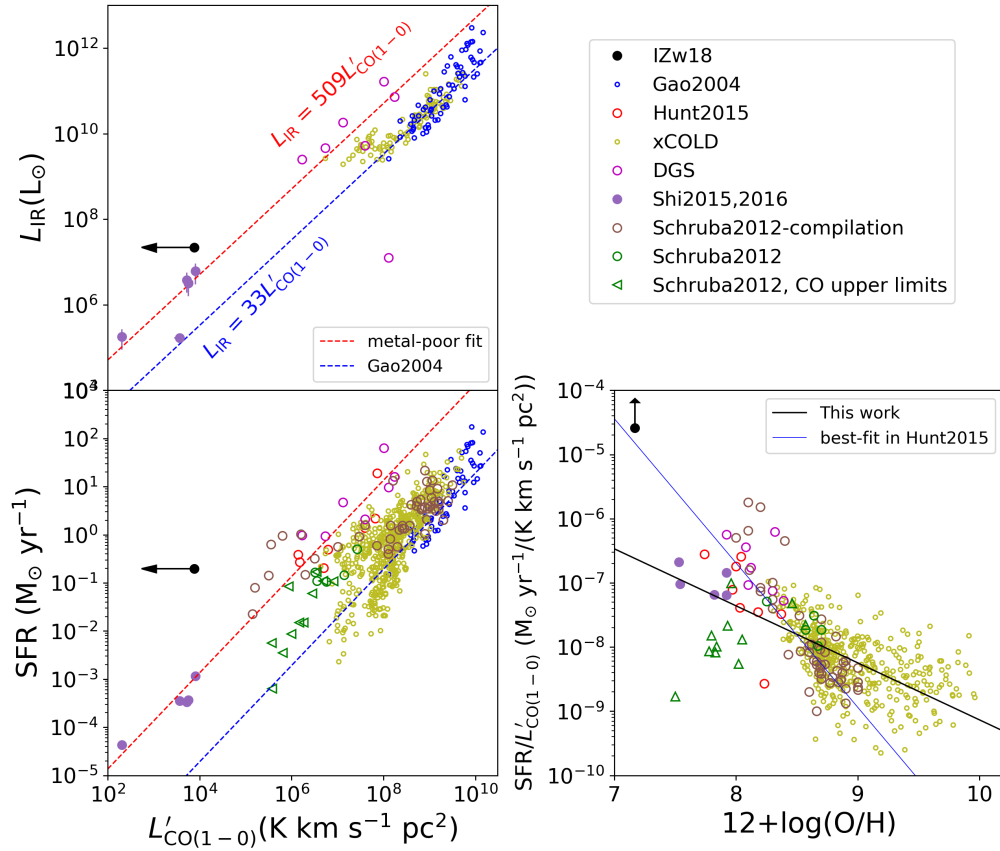 10¹²
10¹⁰
10⁸
10⁶
L_IR(L_⊙)
L_IR = 509L′_CO(1−0)
L_IR = 33L′_CO(1−0)
metal-poor fit
Gao2004
IZw18
Gao2004
Hunt2015
xCOLD
DGS
Shi2015,2016
Schruba2012-compilation
Schruba2012
Schruba2012, CO upper limits
10²
10¹
10⁰
10⁻¹
10⁻²
10⁻³
10⁻⁴
10⁻⁵
SFR (M_⊙ yr⁻¹)
10² 10⁴ 10⁶ 10⁸ 10¹⁰
L′_CO(1−0)(K km s⁻¹ pc²)
10⁻⁴
10⁻⁵
10⁻⁶
10⁻⁷
10⁻⁸
10⁻⁹
10⁻¹⁰
SFR/L′_CO(1−0) (M_⊙ yr⁻¹/(K km s⁻¹ pc²))
This work
best-fit in Hunt2015
7 8 9 10
12+log(O/H)